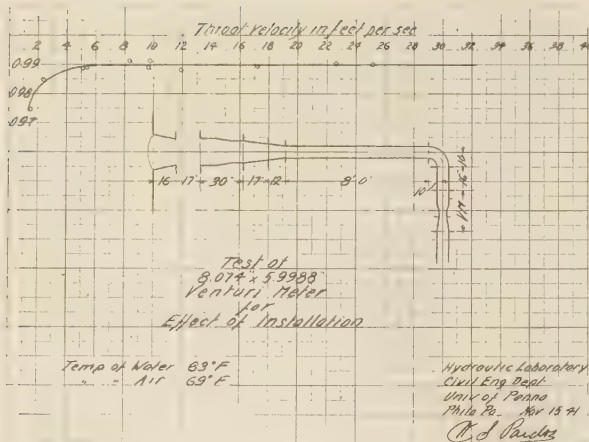 Throat Velocity in feet per sec
2 4 6 8 10 12 14 16 18 20 22 24 26 28 30 32 34 36 38 40
0.99
0.98
0.97
16 17 30 17 12 8'-0
10
Test of
8.074 x 5.9988
Venturi Meter
for
Effect of Installation
Temp of Water 69°F
" " Air 69°F
Hydraulic Laboratory
Civil Eng Dept
Univ of Penna
Phila Pa. Nov 15 41
W S Pardoe